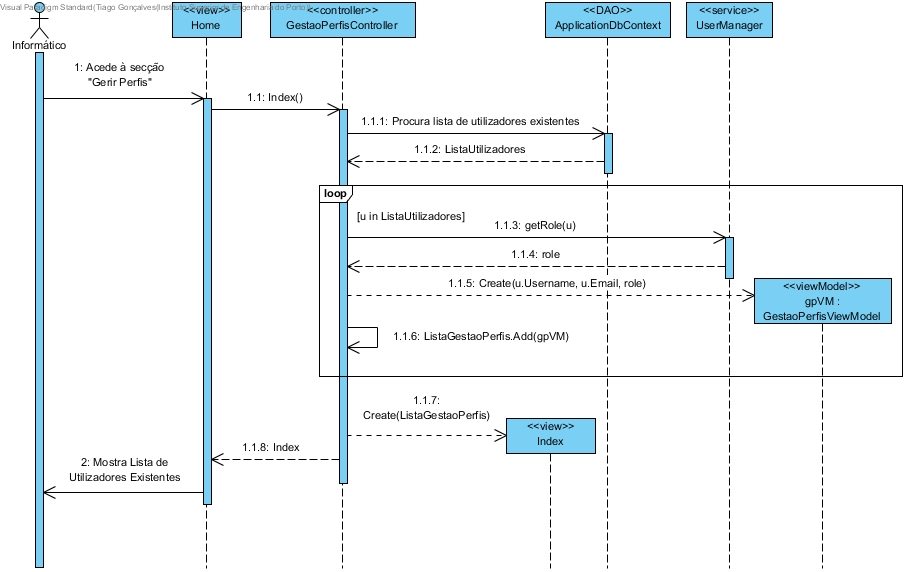 Visual Paradigm Standard(Tiago Gonçalves(Instituto Superior de Engenharia do Porto))
<<view>>
Home
<<controller>>
GestaoPerfisController
<<DAO>>
ApplicationDbContext
<<service>>
UserManager
Informático
1: Acede à secção
"Gerir Perfis"
1.1: Index()
1.1.1: Procura lista de utilizadores existentes
1.1.2: ListaUtilizadores
loop
[u in ListaUtilizadores]
1.1.3: getRole(u)
1.1.4: role
1.1.5: Create(u.Username, u.Email, role)
<<viewModel>>
gpVM :
GestaoPerfisViewModel
1.1.6: ListaGestaoPerfis.Add(gpVM)
1.1.7:
Create(ListaGestaoPerfis)
<<view>>
Index
1.1.8: Index
2: Mostra Lista de
Utilizadores Existentes